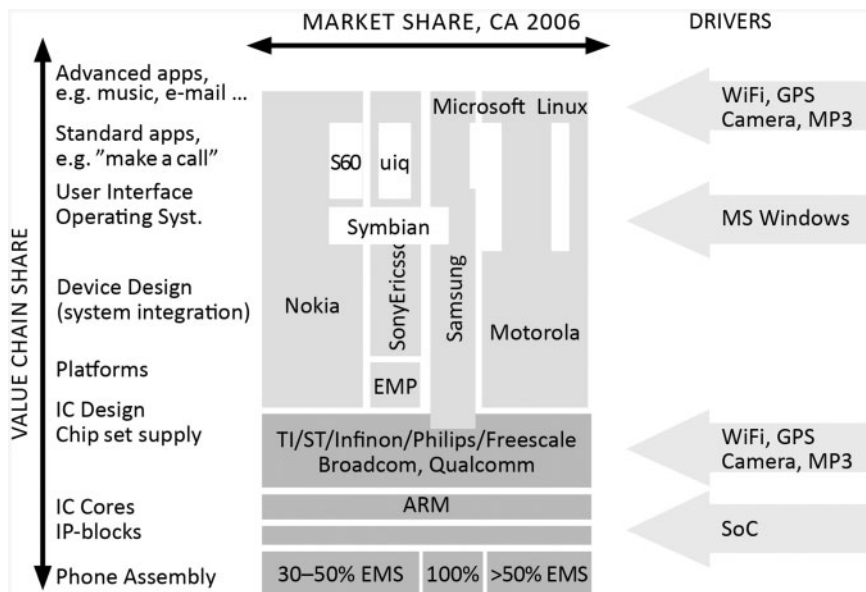 MARKET SHARE, CA 2006
DRIVERS
VALUE CHAIN SHARE
Advanced apps,
e.g. music, e-mail ...
Standard apps,
e.g. ”make a call”
User Interface
Operating Syst.
Device Design
(system integration)
Platforms
IC Design
Chip set supply
IC Cores
IP-blocks
Phone Assembly
Microsoft Linux
S60
uiq
Symbian
Nokia
SonyEricsso
Samsung
Motorola
EMP
TI/ST/Infinon/Philips/Freescale
Broadcom, Qualcomm
ARM
30–50% EMS
100%
>50% EMS
WiFi, GPS
Camera, MP3
MS Windows
WiFi, GPS
Camera, MP3
SoC